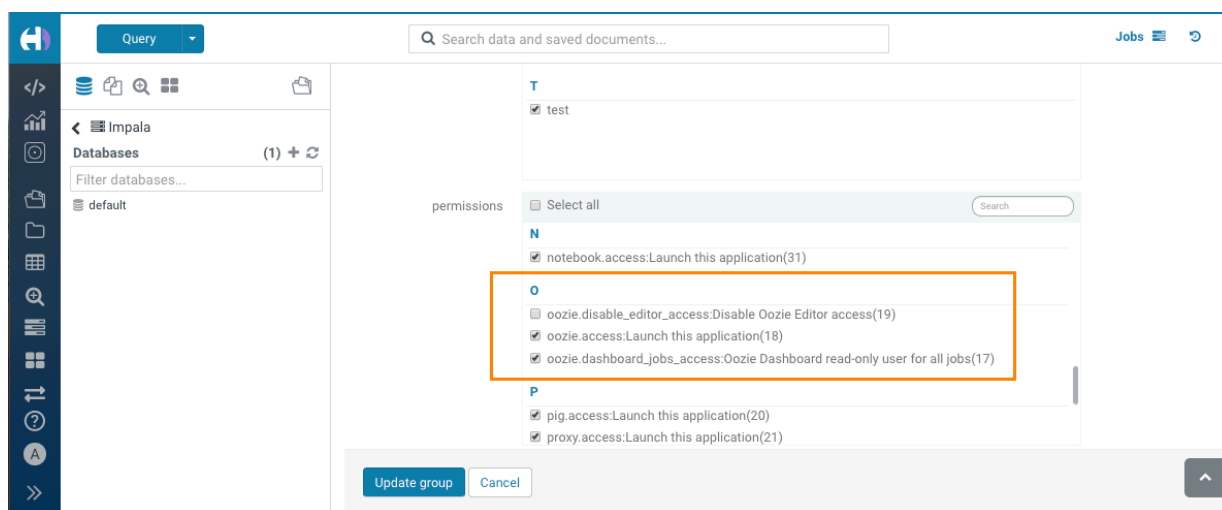 Query
Search data and saved documents...
Jobs
Impala
Databases (1)
Filter databases...
default
T
test
permissions
Select all
Search
N
notebook.access:Launch this application(31)
O
oozie.disable_editor_access:Disable Oozie Editor access(19)
oozie.access:Launch this application(18)
oozie.dashboard_jobs_access:Oozie Dashboard read-only user for all jobs(17)
P
pig.access:Launch this application(20)
proxy.access:Launch this application(21)
Update group
Cancel
A